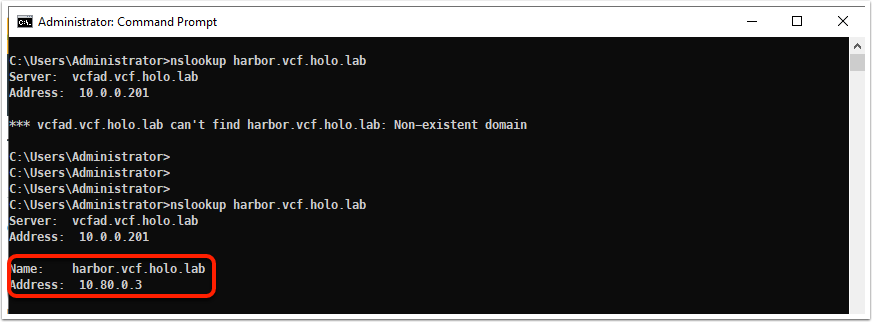 Administrator: Command Prompt
C:\Users\Administrator>nslookup harbor.vcf.holo.lab
Server:  vcfad.vcf.holo.lab
Address:  10.0.0.201
*** vcfad.vcf.holo.lab can't find harbor.vcf.holo.lab: Non-existent domain
C:\Users\Administrator>
C:\Users\Administrator>
C:\Users\Administrator>
C:\Users\Administrator>nslookup harbor.vcf.holo.lab
Server:  vcfad.vcf.holo.lab
Address:  10.0.0.201
Name:    harbor.vcf.holo.lab
Address:  10.80.0.3